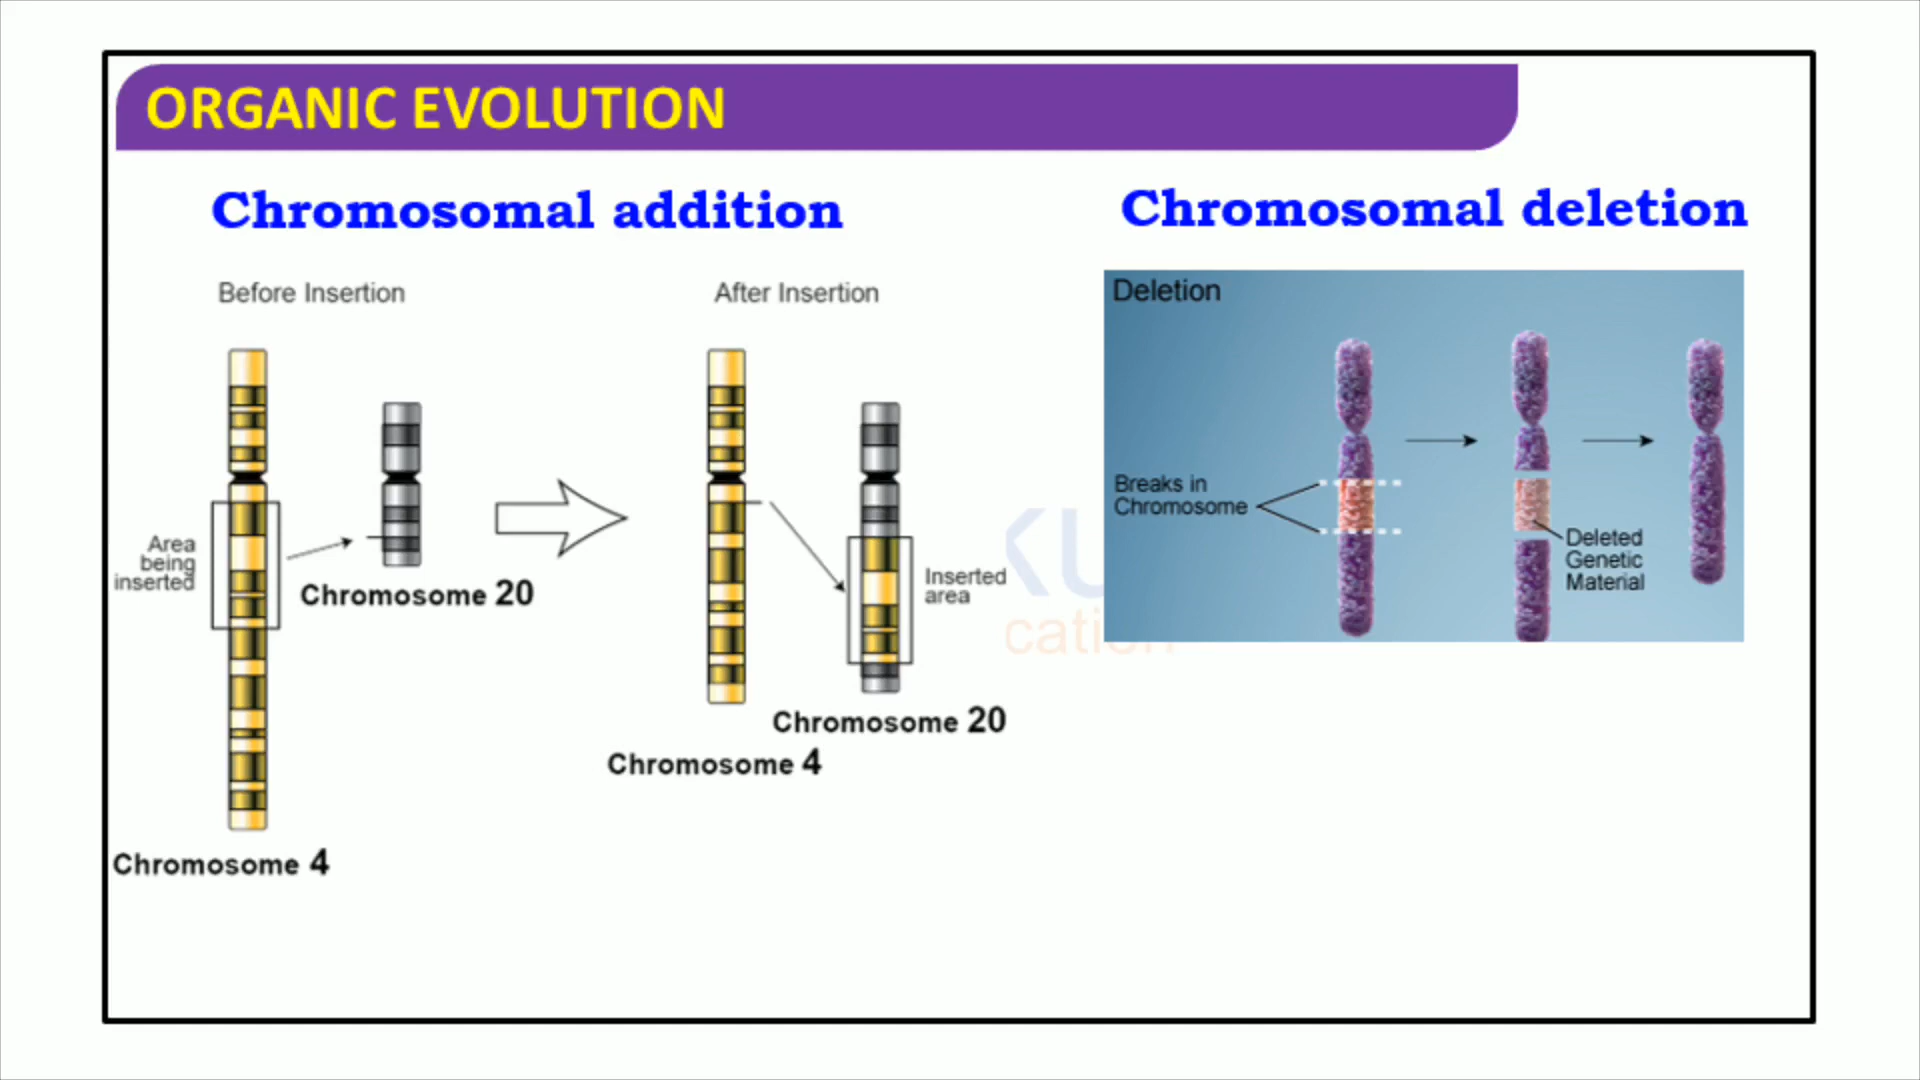 ORGANIC EVOLUTION
Chromosomal addition
Before Insertion
After Insertion
Area
being
inserted
Chromosome 20
Chromosome 4
Inserted
area
Chromosome 20
Chromosome 4
Chromosomal deletion
Deletion
Breaks in
Chromosome
Deleted
Genetic
Material